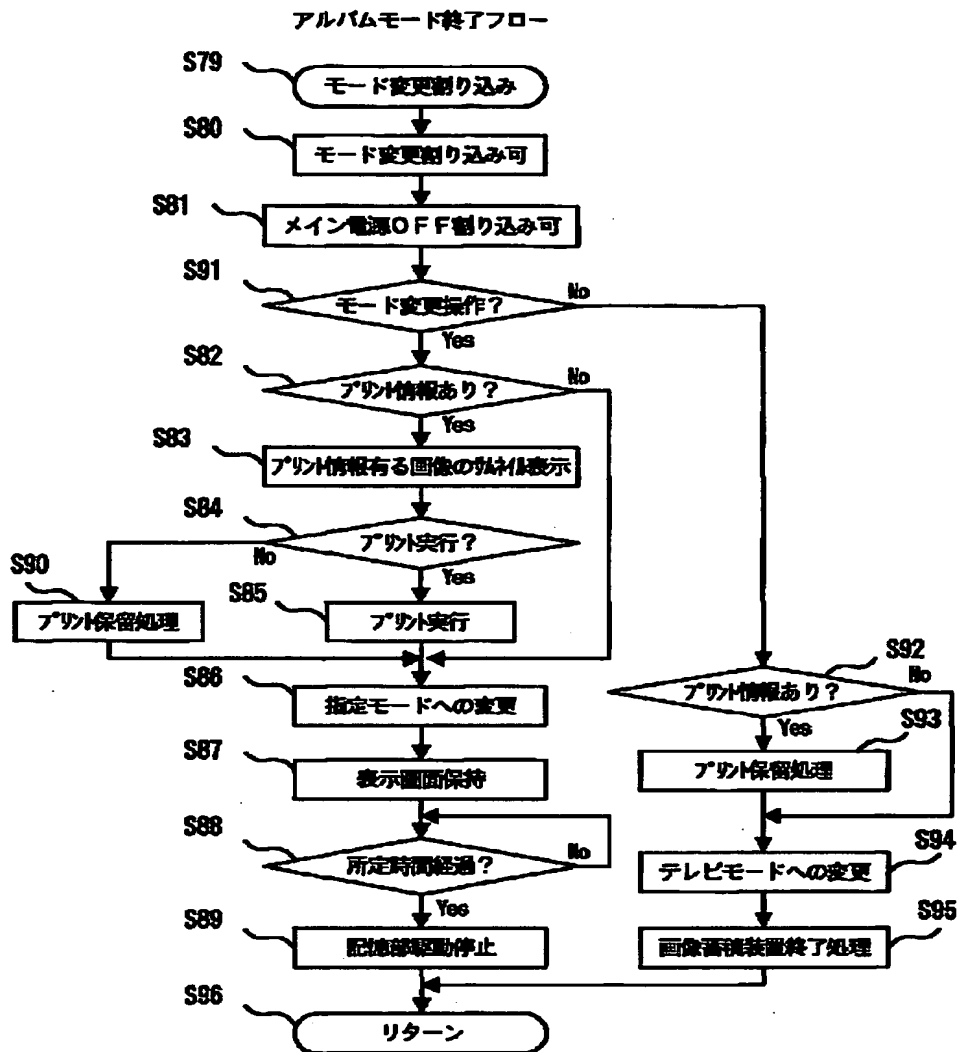 アルバムモード終了フロー
S79
モード変更割り込み
S80
モード変更割り込み可
S81
メイン電源OFF割り込み可
S91
モード変更操作?
No
Yes
S82
プリント情報あり?
No
Yes
S83
プリント情報有る画像のサムネイル表示
S84
プリント実行?
No
Yes
S90
プリント保留処理
S85
プリント実行
S86
指定モードへの変更
S87
表示画面保持
S88
所定時間経過?
No
Yes
S89
記憶部駆動停止
S92
プリント情報あり?
No
Yes
S93
プリント保留処理
S94
テレビモードへの変更
S95
画像蓄積装置終了処理
S96
リターン